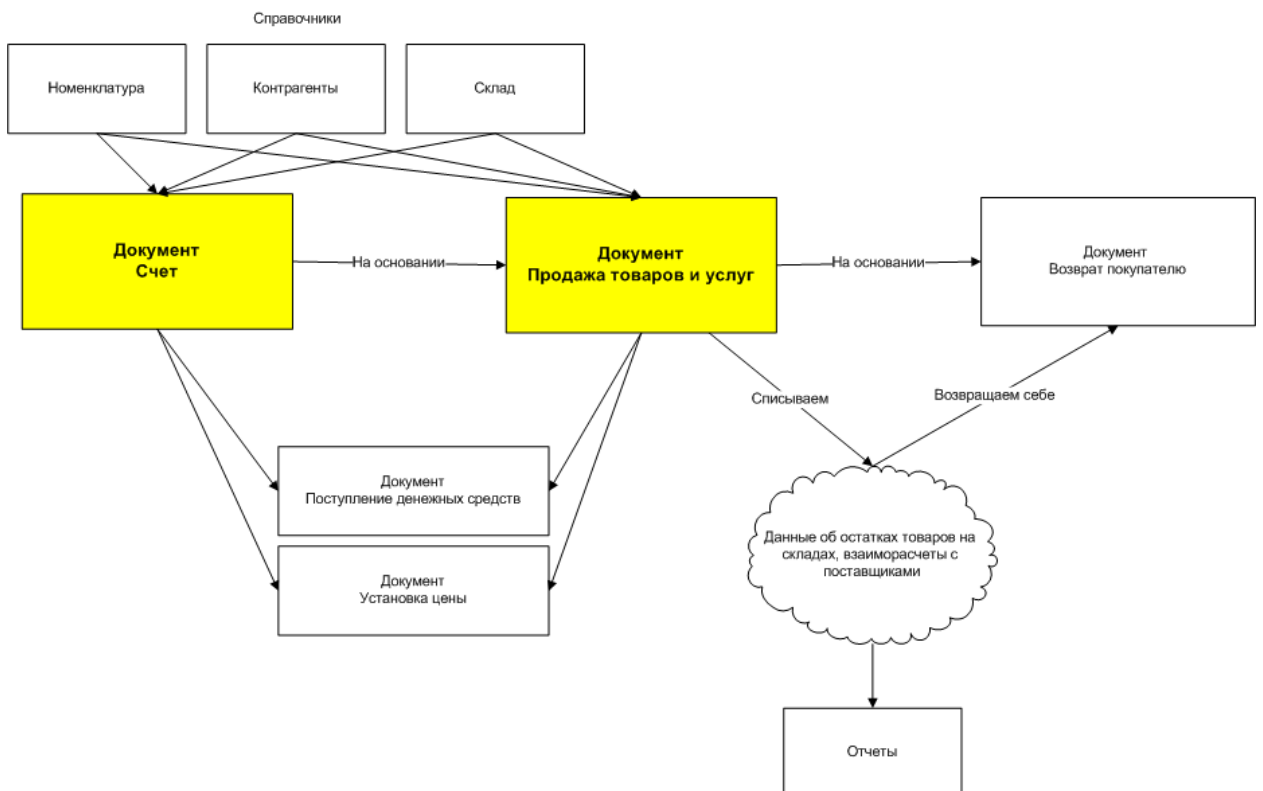 Справочники
Номенклатура
Контрагенты
Склад
Документ
Счет
На основании
Документ
Продажа товаров и услуг
На основании
Документ
Возврат покупателю
Списываем
Возвращаем себе
Документ
Поступление денежных средств
Документ
Установка цены
Данные об остатках товаров на
складах, взаиморасчеты с
поставщиками
Отчеты